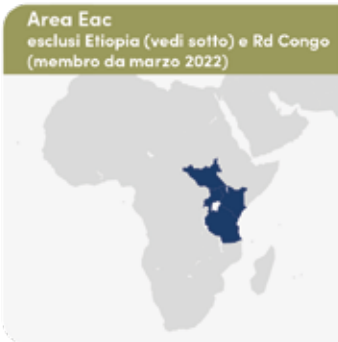 Area Eac
esclusi Etiopia (vedi sotto) e Rd Congo
(membro da marzo 2022)